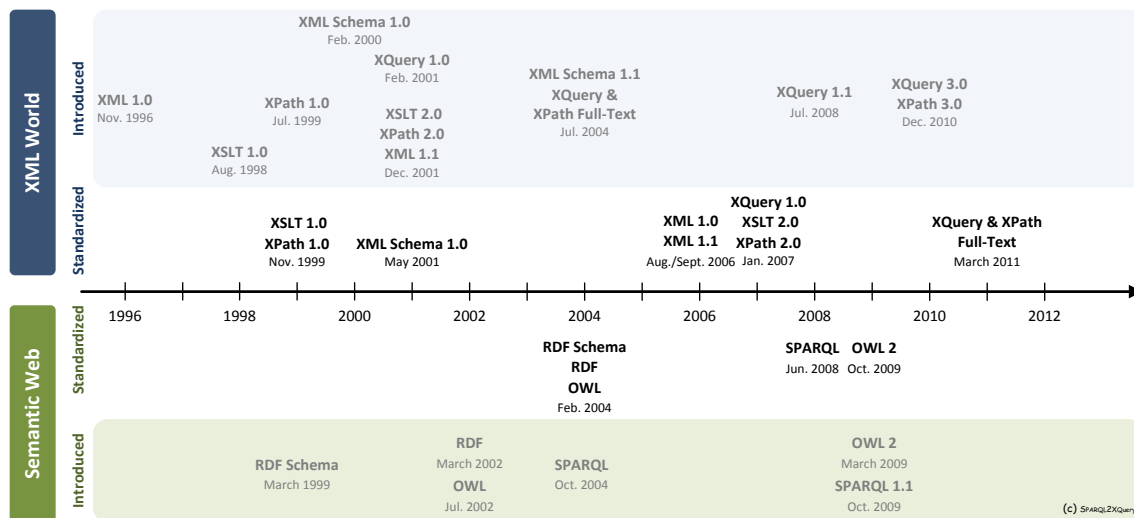 XML World
Introduced
XML 1.0
Nov. 1996
XSLT 1.0
Aug. 1998
XPath 1.0
Jul. 1999
XML Schema 1.0
Feb. 2000
XQuery 1.0
Feb. 2001
XSLT 2.0
XPath 2.0
XML 1.1
Dec. 2001
XML Schema 1.1
XQuery &
XPath Full-Text
Jul. 2004
XQuery 1.1
Jul. 2008
XQuery 3.0
XPath 3.0
Dec. 2010
Standardized
XSLT 1.0
XPath 1.0
Nov. 1999
XML Schema 1.0
May 2001
XML 1.0
XML 1.1
Aug./Sept. 2006
XQuery 1.0
XSLT 2.0
XPath 2.0
Jan. 2007
XQuery & XPath
Full-Text
March 2011
1996 1998 2000 2002 2004 2006 2008 2010 2012
Semantic Web
Standardized
RDF Schema
RDF
OWL
Feb. 2004
SPARQL
Jun. 2008
OWL 2
Oct. 2009
Introduced
RDF Schema
March 1999
RDF
March 2002
OWL
Jul. 2002
SPARQL
Oct. 2004
OWL 2
March 2009
SPARQL 1.1
Oct. 2009
(c) SPARQL2XQuery